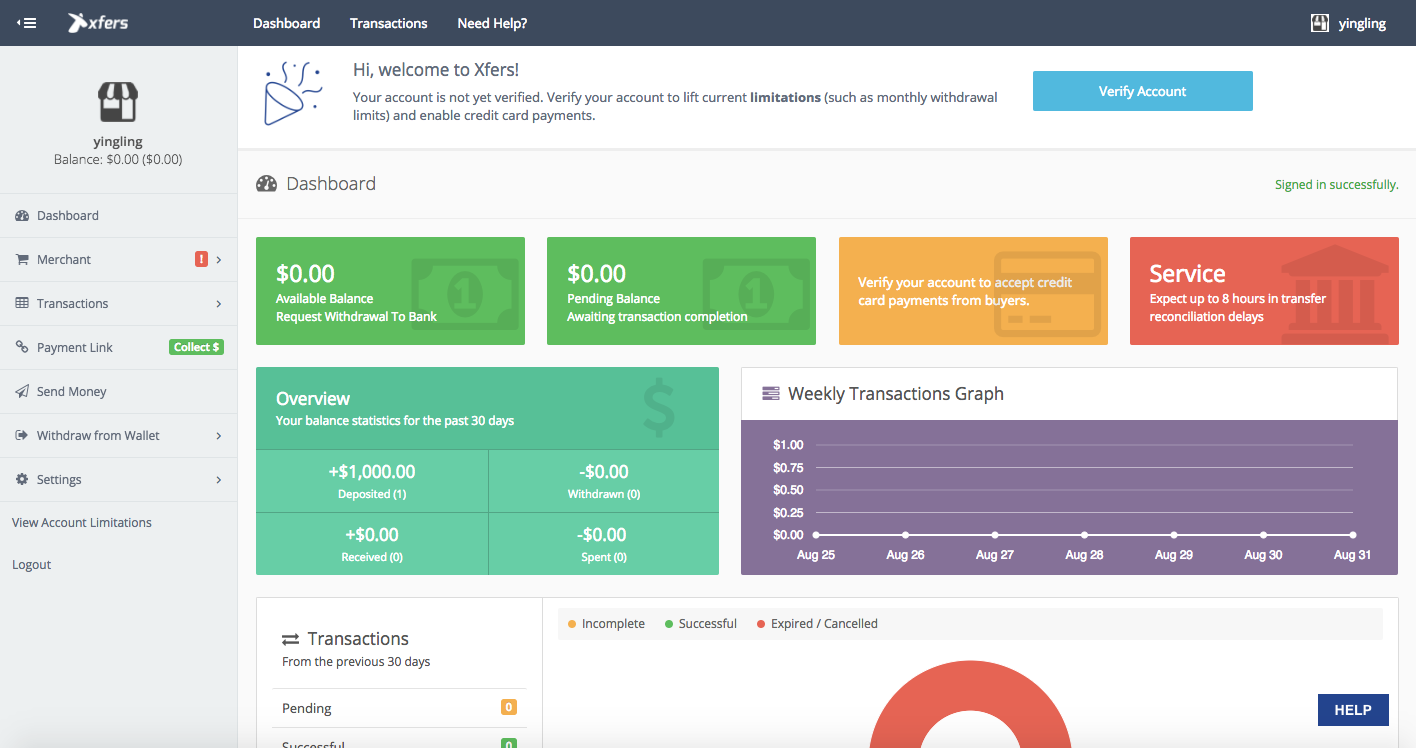 xfers
Dashboard
Transactions
Need Help?
yingling
yingling
Balance: $0.00 ($0.00)
Dashboard
Merchant
!
Transactions
Payment Link
Collect $
Send Money
Withdraw from Wallet
Settings
View Account Limitations
Logout
Hi, welcome to Xfers!
Your account is not yet verified. Verify your account to lift current limitations (such as monthly withdrawal
limits) and enable credit card payments.
Verify Account
Dashboard
Signed in successfully.
$0.00
Available Balance
Request Withdrawal To Bank
1
$0.00
Pending Balance
Awaiting transaction completion
1
Verify your account to accept credit
card payments from buyers.
Service
Expect up to 8 hours in transfer
reconciliation delays
Overview
Your balance statistics for the past 30 days
$
+$1,000.00
Deposited (1)
-$0.00
Withdrawn (0)
+$0.00
Received (0)
-$0.00
Spent (0)
Weekly Transactions Graph
$1.00
$0.75
$0.50
$0.25
$0.00
Aug 25
Aug 26
Aug 27
Aug 28
Aug 29
Aug 30
Aug 31
Transactions
From the previous 30 days
Pending
0
Successful
0
Incomplete
Successful
Expired / Cancelled
HELP